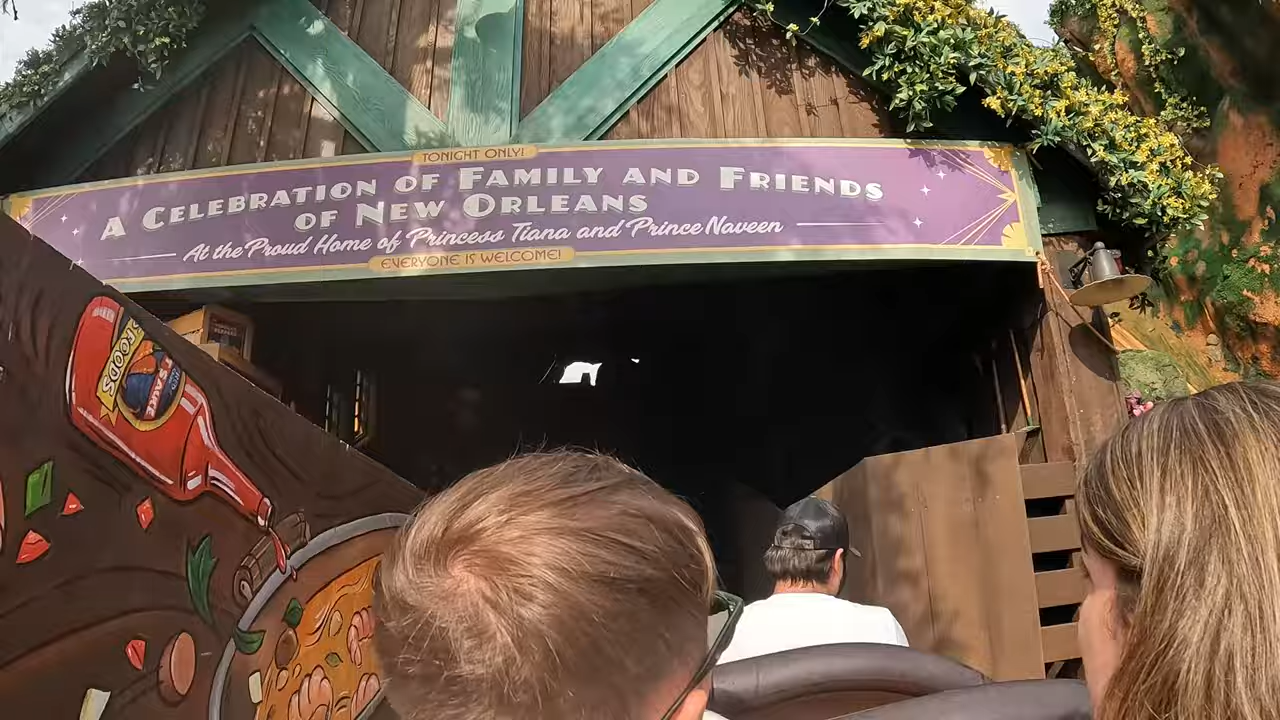 TONIGHT ONLY!
A CELEBRATION OF FAMILY AND FRIENDS
OF NEW ORLEANS
At the Proud Home of Princess Tiana and Prince Naveen
EVERYONE IS WELCOME!
FOODS